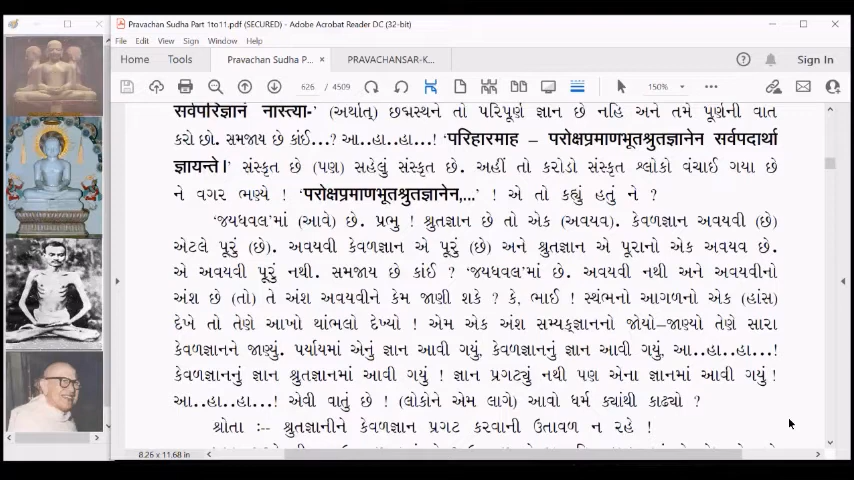 Pravachan Sudha Part 1to11.pdf (SECURED) - Adobe Acrobat Reader DC (32-bit)
File Edit View Sign Window Help
Home Tools Pravachan Sudha P... × PRAVACHANSAR-K... Sign In
626 / 4509 150%
सर्वपरिज्ञानं नास्त्या-’ (અર્થાત્) છદ્મસ્થને તો પરિપૂર્ણ જ્ઞાન છે નહિ અને તમે પૂર્ણની વાત
કરો છો. સમજાય છે કાંઈ...? આ..હા..હા...! ‘परिहारमाह – परोक्षप्रमाणभूतश्रुतज्ञानेन सर्वपदार्था
ज्ञायन्ते।’ સંસ્કૃત છે (પણ) સહેલું સંસ્કૃત છે. અહીં તો કરોડો સંસ્કૃત શ્લોકો વંચાઈ ગયા છે
ને વગર ભણ્યે ! ‘परोक्षप्रमाणभूतश्रुतज्ञानेन,...’ ! એ તો કહ્યું હતું ને ?
‘જયધવલ’માં (આવે) છે. પ્રભુ ! શ્રુતજ્ઞાન છે તો એક (અવયવ). કેવળજ્ઞાન અવયવી (છે)
એટલે પૂરું (છે). અવયવી કેવળજ્ઞાન એ પૂરું (છે) અને શ્રુતજ્ઞાન એ પૂરાનો એક અવયવ છે.
એ અવયવી પૂરું નથી. સમજાય છે કાંઈ ? ‘જયધવલ’માં છે. અવયવી નથી અને અવયવીનો
અંશ છે (તો) તે અંશ અવયવીને કેમ જાણી શકે ? કે, ભાઈ ! સ્થંભનો આગળનો એક (હાંસ)
દેખે તો તેણે આખો થાંભલો દેખ્યો ! એમ એક અંશ સમ્યક્જ્ઞાનનો જોયો–જાણ્યો તેણે સારા
કેવળજ્ઞાનને જાણ્યું. પર્યાયમાં એનું જ્ઞાન આવી ગયું, કેવળજ્ઞાનનું જ્ઞાન આવી ગયું, આ..હા..હા...!
કેવળજ્ઞાનનું જ્ઞાન શ્રુતજ્ઞાનમાં આવી ગયું ! જ્ઞાન પ્રગટ્યું નથી પણ એના જ્ઞાનમાં આવી ગયું !
આ..હા..હા...! એવી વાતું છે ! (લોકોને એમ લાગે) આવો ધર્મ ક્યાંથી કાઢ્યો ?
શ્રોતા :– શ્રુતજ્ઞાનીને કેવળજ્ઞાન પ્રગટ કરવાની ઉતાવળ ન રહે !
8.26 x 11.68 in